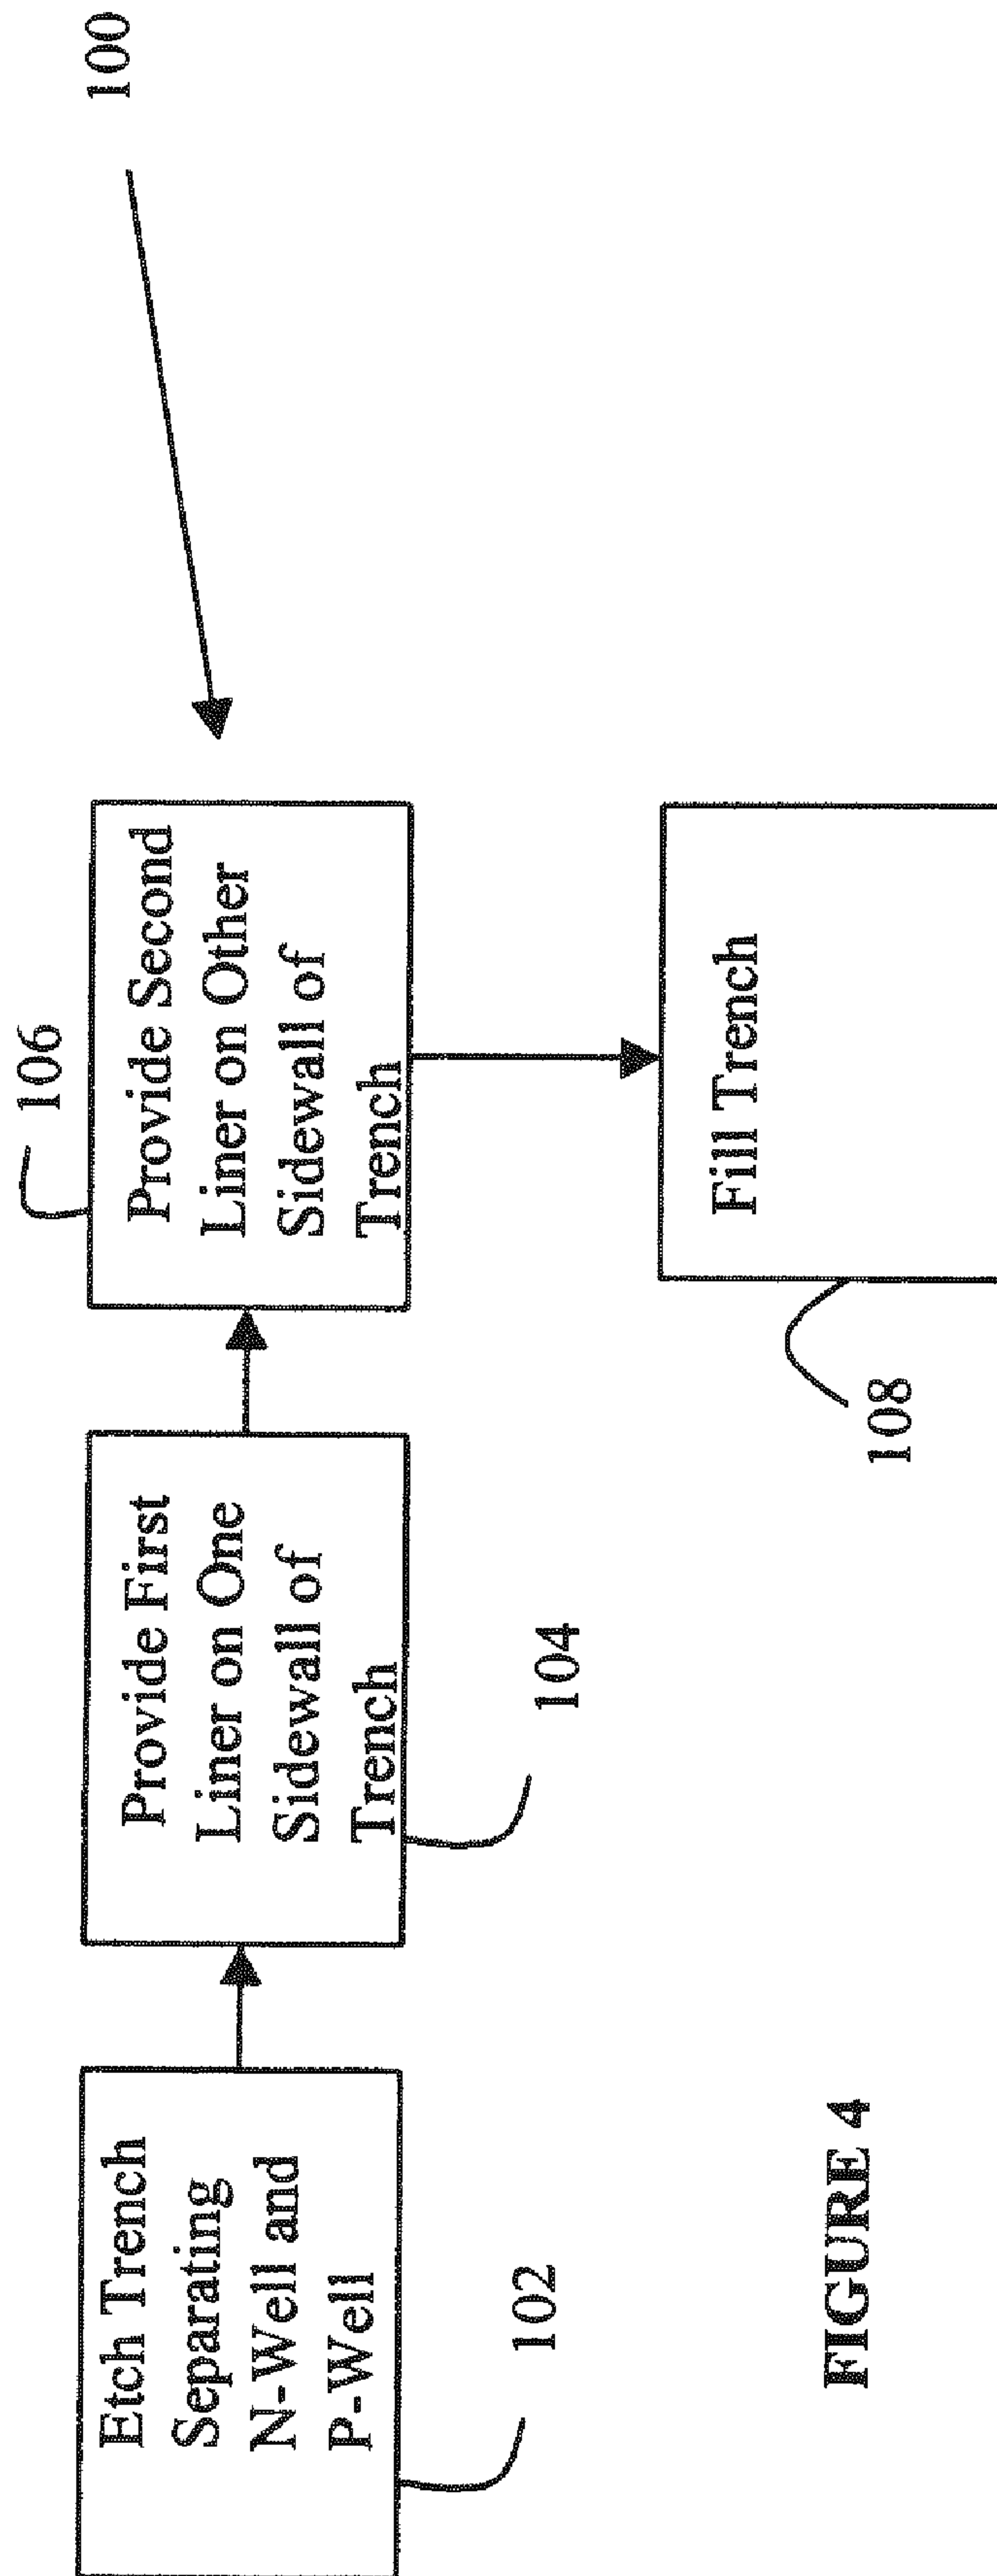 100
Etch Trench
Separating
N-Well and
P-Well
102
Provide First
Liner on One
Sidewall of
Trench
104
Provide Second
Liner on Other
Sidewall of
Trench
106
Fill Trench
108
FIGURE 4